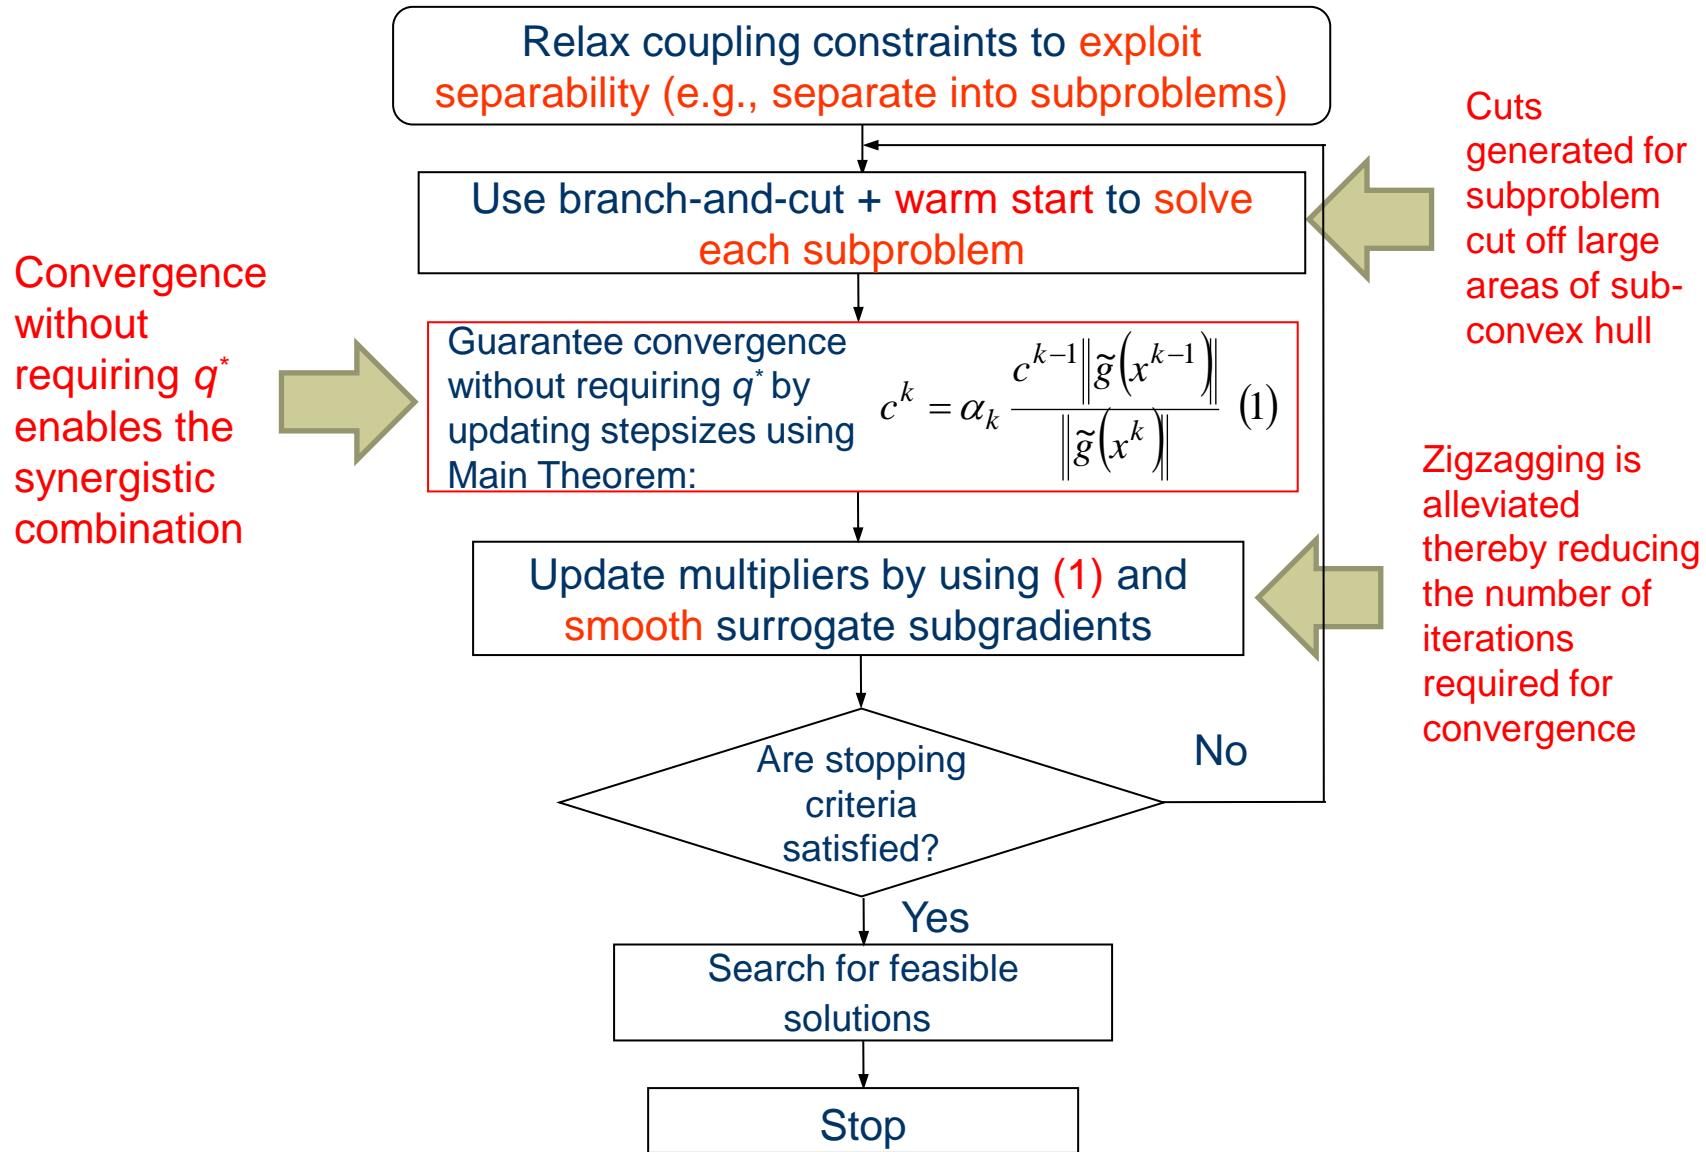 Relax coupling constraints to exploit
separability (e.g., separate into subproblems)
Cuts
generated for
subproblem
cut off large
areas of sub-
convex hull
Use branch-and-cut + warm start to solve
each subproblem
Convergence
without
requiring q*
enables the
synergistic
combination
Guarantee convergence
without requiring q* by
updating stepsizes using
Main Theorem:
c^k = α_k \frac{c^{k−1}‖g̃(x^{k−1})‖}{‖g̃(x^k)‖} (1)
Zigzagging is
alleviated
thereby reducing
the number of
iterations
required for
convergence
Update multipliers by using (1) and
smooth surrogate subgradients
Are stopping
criteria
satisfied?
No
Yes
Search for feasible
solutions
Stop